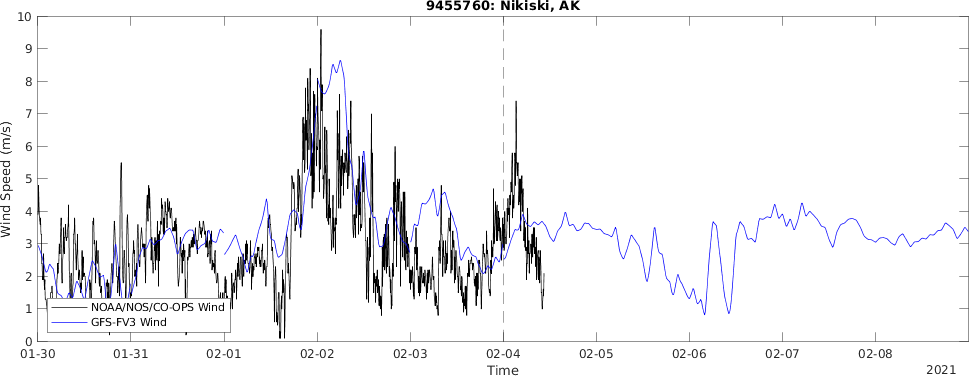 9455760: Nikiski, AK
10
9
8
7
6
5
4
3
2
1
0
Wind Speed (m/s)
NOAA/NOS/CO-OPS Wind
GFS-FV3 Wind
01-30 01-31 02-01 02-02 02-03 02-04 02-05 02-06 02-07 02-08
Time
2021